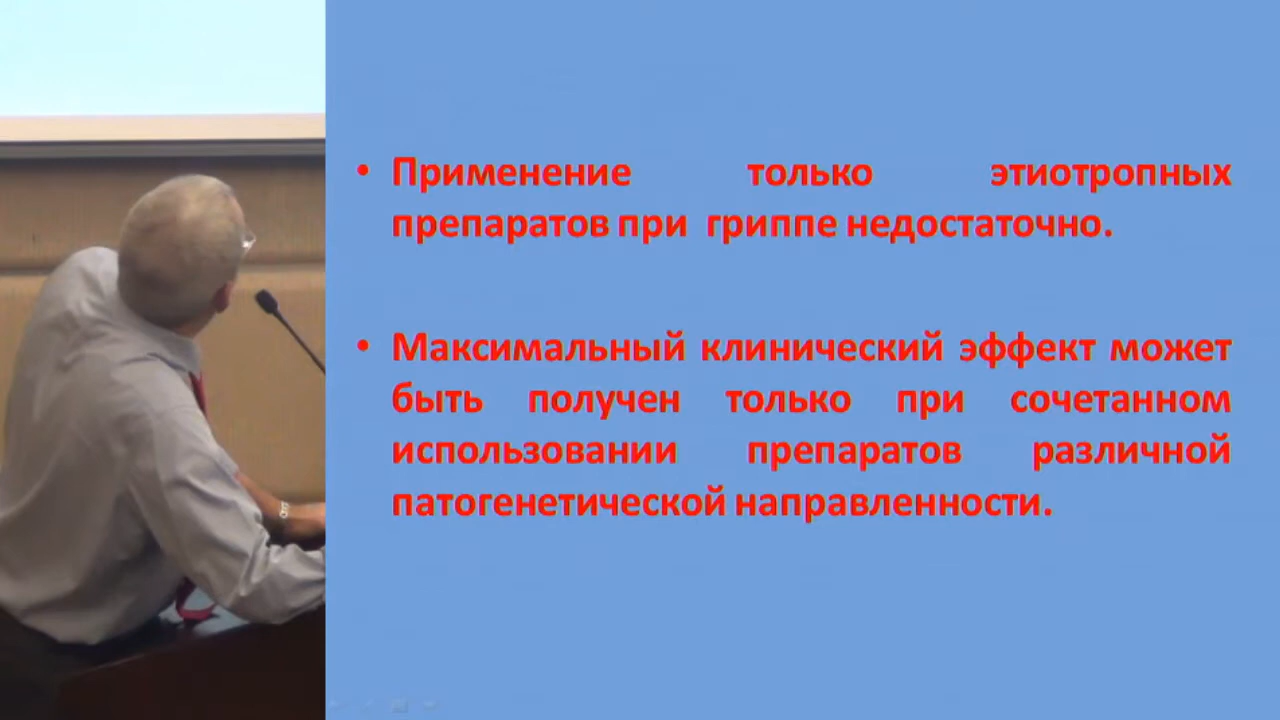 • Применение только этиотропных
препаратов при гриппе недостаточно.
• Максимальный клинический эффект может
быть получен только при сочетанном
использовании препаратов различной
патогенетической направленности.